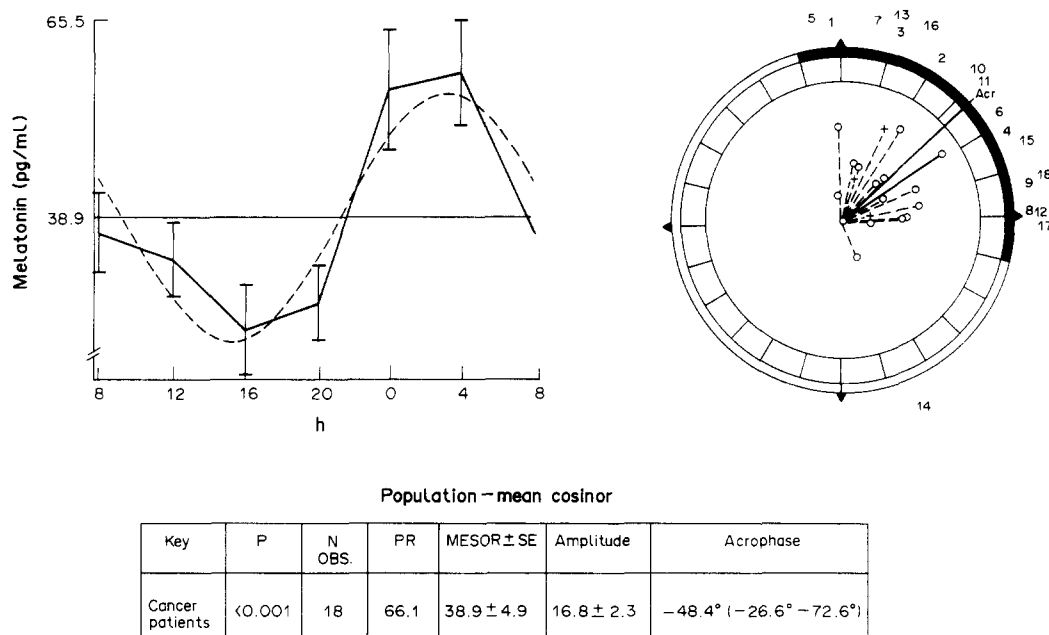 65.5
38.9
Melatonin (pg/ml)
8 12 16 20 0 4 8
h
5 1 7 13 3 16
2
10
11
Acr
6
4 15
18
9
8 12
17
14
Population - mean cosinor
Key P N OBS. PR MESOR ± SE Amplitude Acrophase
Cancer patients <0.001 18 66.1 38.9 ± 4.9 16.8 ± 2.3 -48.4° (-26.6° -72.6°)